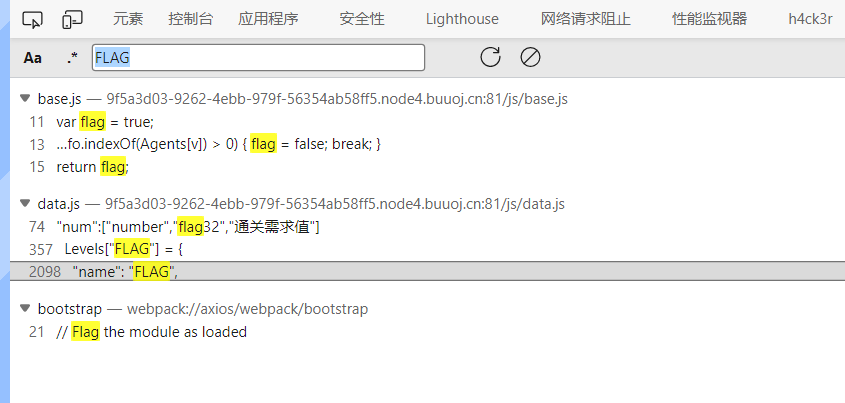 元素 控制台 应用程序 安全性 Lighthouse 网络请求阻止 性能监视器 h4ck3r
Aa .* FLAG
base.js — 9f5a3d03-9262-4ebb-979f-56354ab58ff5.node4.buuoj.cn:81/js/base.js
11 var flag = true;
13 …fo.indexOf(Agents[v]) > 0) { flag = false; break; }
15 return flag;
data.js — 9f5a3d03-9262-4ebb-979f-56354ab58ff5.node4.buuoj.cn:81/js/data.js
74 "num":["number","flag32","通关需求值"]
357 Levels["FLAG"] = {
2098 "name": "FLAG",
bootstrap — webpack://axios/webpack/bootstrap
21 // Flag the module as loaded